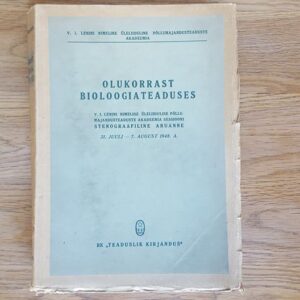 V. I. LENINI NIMELINE ÜLELIIDULINE PÕLLUMAJANDUSTEADUSTE
AKADEEMIA
OLUKORRAST
BIOLOOGIATEADUSES
V. I. LENINI NIMELISE ÜLELIIDULISE PÕLLU-
MAJANDUSTEADUSTE AKADEEMIA SESSIOONI
STENOGRAAFILINE ARUANNE
31. JUULI — 7. AUGUST 1948. A.
RK „TEADUSLIK KIRJANDUS"